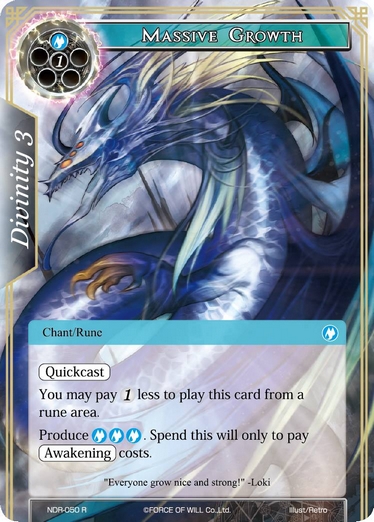 Massive Growth
1
Divinity 3
Chant/Rune
Quickcast
You may pay 1 less to play this card from a
rune area.
Produce . Spend this will only to pay
Awakening costs.
"Everyone grow nice and strong!" -Loki
NDR-050 R ©FORCE OF WILL Co.,Ltd. Illust/Retro